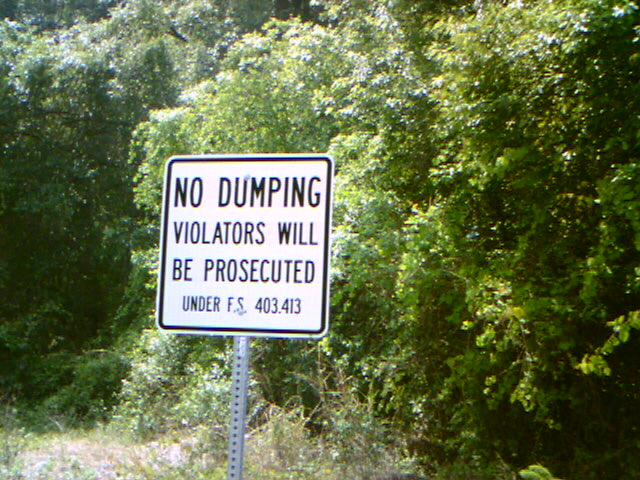 NO DUMPING
VIOLATORS WILL
BE PROSECUTED
UNDER F.S. 403.413